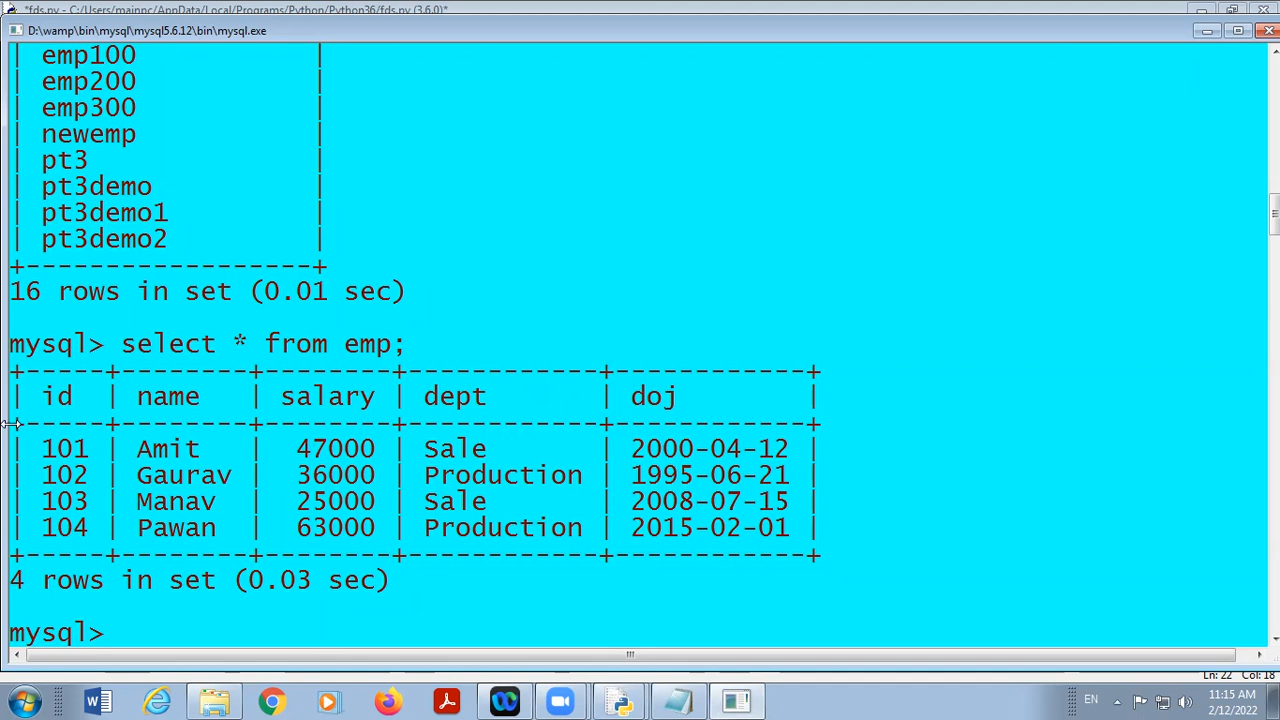 *fds.py - C:/Users/mainpc/AppData/Local/Programs/Python/Python36/fds.py (3.6.0)*
D:\wamp\bin\mysql\mysql5.6.12\bin\mysql.exe
| emp100 |
| emp200 |
| emp300 |
| newemp |
| pt3 |
| pt3demo |
| pt3demo1 |
| pt3demo2 |
+------------------+
16 rows in set (0.01 sec)
mysql> select * from emp;
+-----+--------+--------+------------+------------+
| id | name | salary | dept | doj |
+-----+--------+--------+------------+------------+
| 101 | Amit | 47000 | Sale | 2000-04-12 |
| 102 | Gaurav | 36000 | Production | 1995-06-21 |
| 103 | Manav | 25000 | Sale | 2008-07-15 |
| 104 | Pawan | 63000 | Production | 2015-02-01 |
+-----+--------+--------+------------+------------+
4 rows in set (0.03 sec)
mysql>
Ln: 22 Col: 18
EN 11:15 AM
2/12/2022